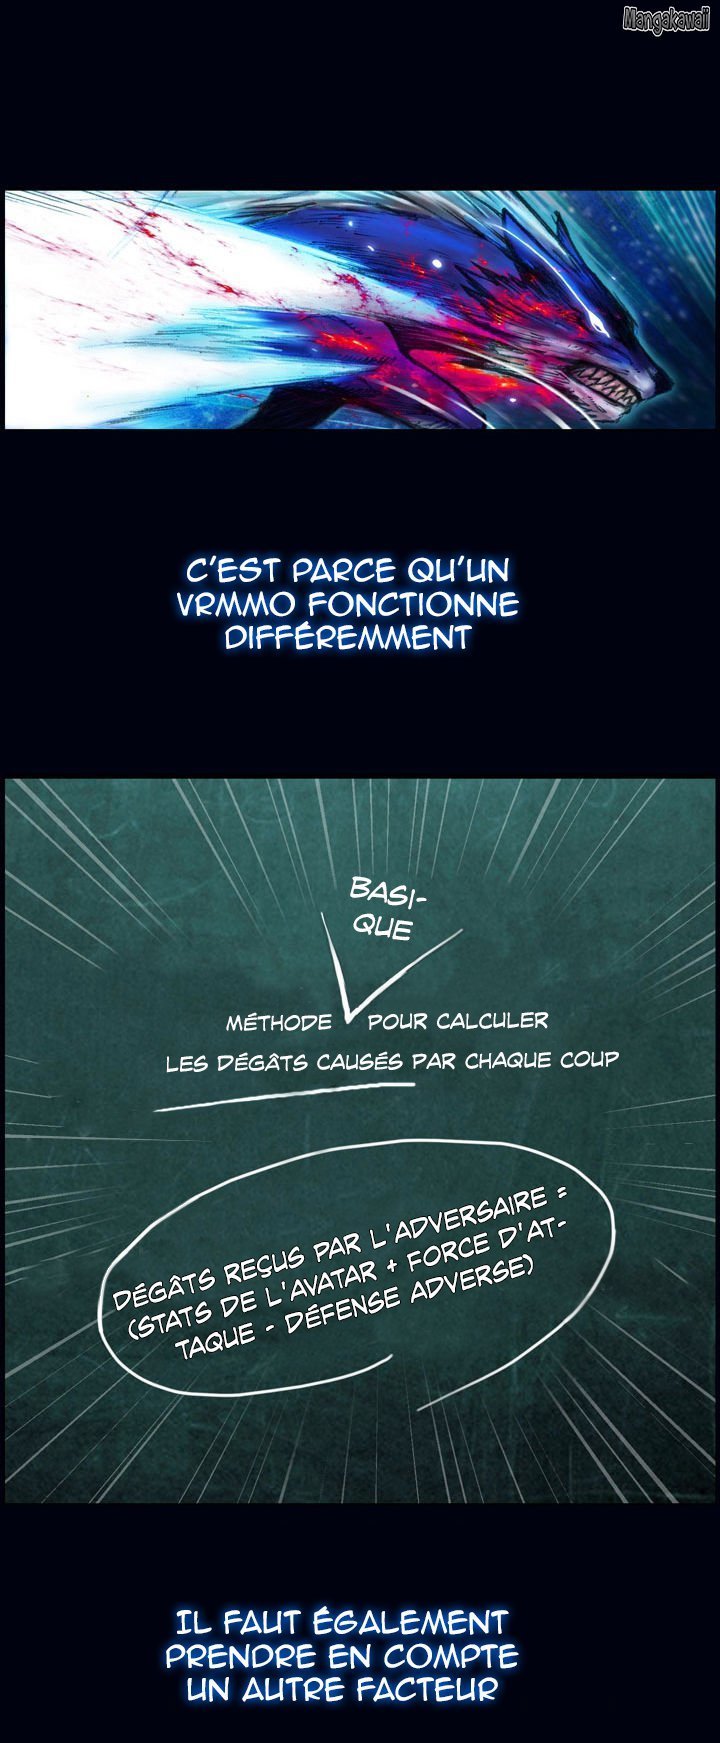 Mangakawaii
C'EST PARCE QU'UN
VRMMO FONCTIONNE
DIFFÉREMMENT
BASI-
QUE
MÉTHODE POUR CALCULER
LES DÉGÂTS CAUSÉS PAR CHAQUE COUP
DÉGÂTS REÇUS PAR L'ADVERSAIRE =
(STATS DE L'AVATAR + FORCE D'AT-
TAQUE - DÉFENSE ADVERSE)
IL FAUT ÉGALEMENT
PRENDRE EN COMPTE
UN AUTRE FACTEUR